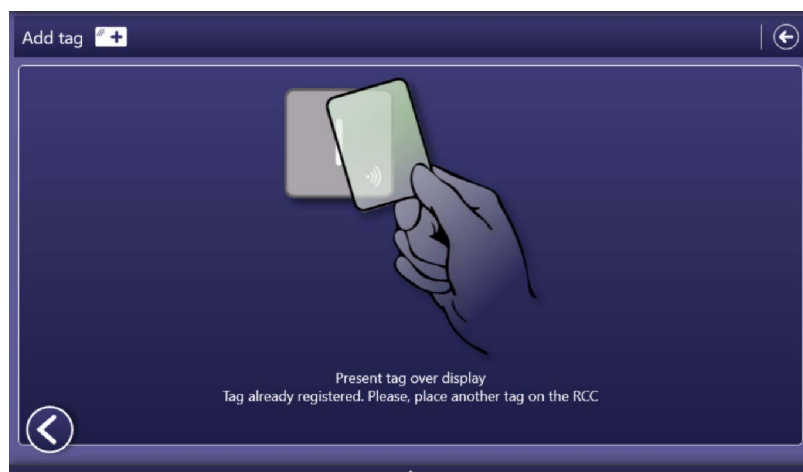 Add tag
Present tag over display
Tag already registered. Please, place another tag on the RCC